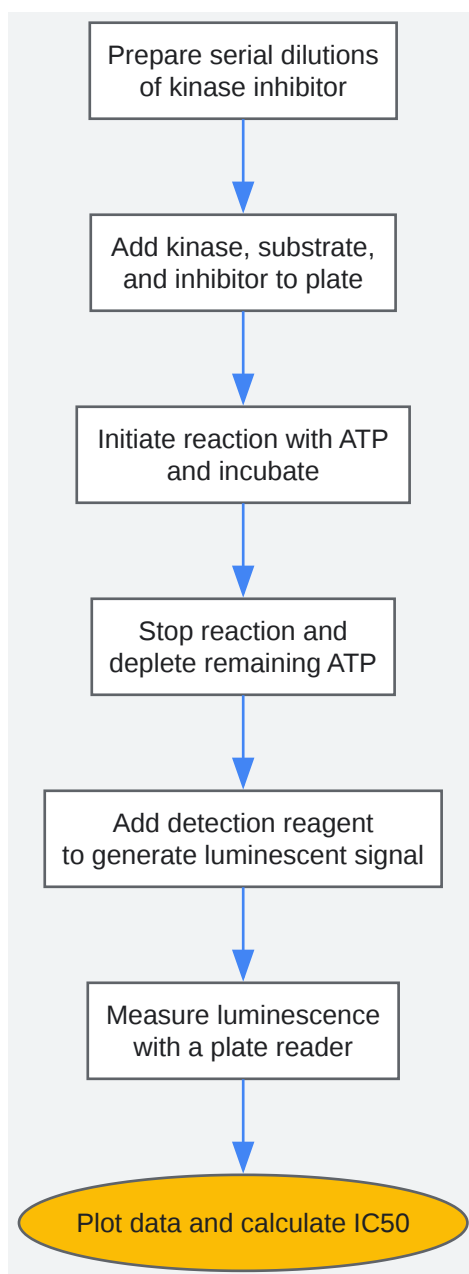 Prepare serial dilutions
of kinase inhibitor
Add kinase, substrate,
and inhibitor to plate
Initiate reaction with ATP
and incubate
Stop reaction and
deplete remaining ATP
Add detection reagent
to generate luminescent signal
Measure luminescence
with a plate reader
Plot data and calculate IC50